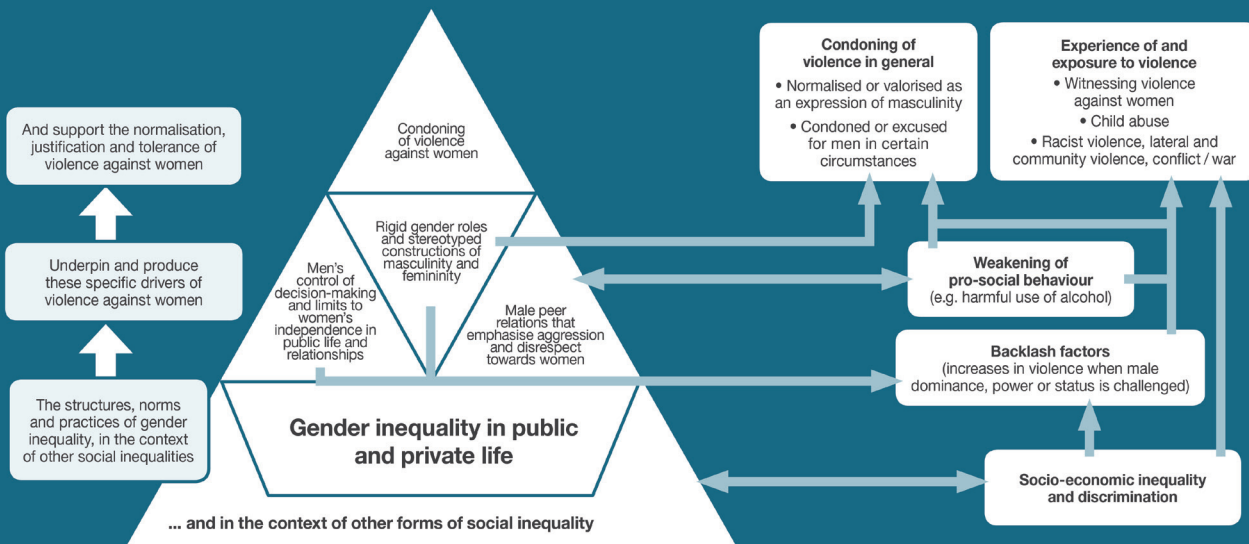 And support the normalisation,
justification and tolerance of
violence against women
Underpin and produce
these specific drivers of
violence against women
The structures, norms
and practices of gender
inequality, in the context
of other social inequalities
Condoning
of violence
against women
Rigid gender roles
and stereotyped
constructions of
masculinity and
femininity
Men's
control of
decision-making
and limits to
women's
independence in
public life and
relationships
Male peer
relations that
emphasise aggression
and disrespect
towards women
Gender inequality in public
and private life
... and in the context of other forms of social inequality
Condoning of
violence in general
• Normalised or valorised as
an expression of masculinity
• Condoned or excused
for men in certain
circumstances
Experience of and
exposure to violence
• Witnessing violence
against women
• Child abuse
• Racist violence, lateral and
community violence, conflict / war
Weakening of
pro-social behaviour
(e.g. harmful use of alcohol)
Backlash factors
(increases in violence when male
dominance, power or status is challenged)
Socio-economic inequality
and discrimination